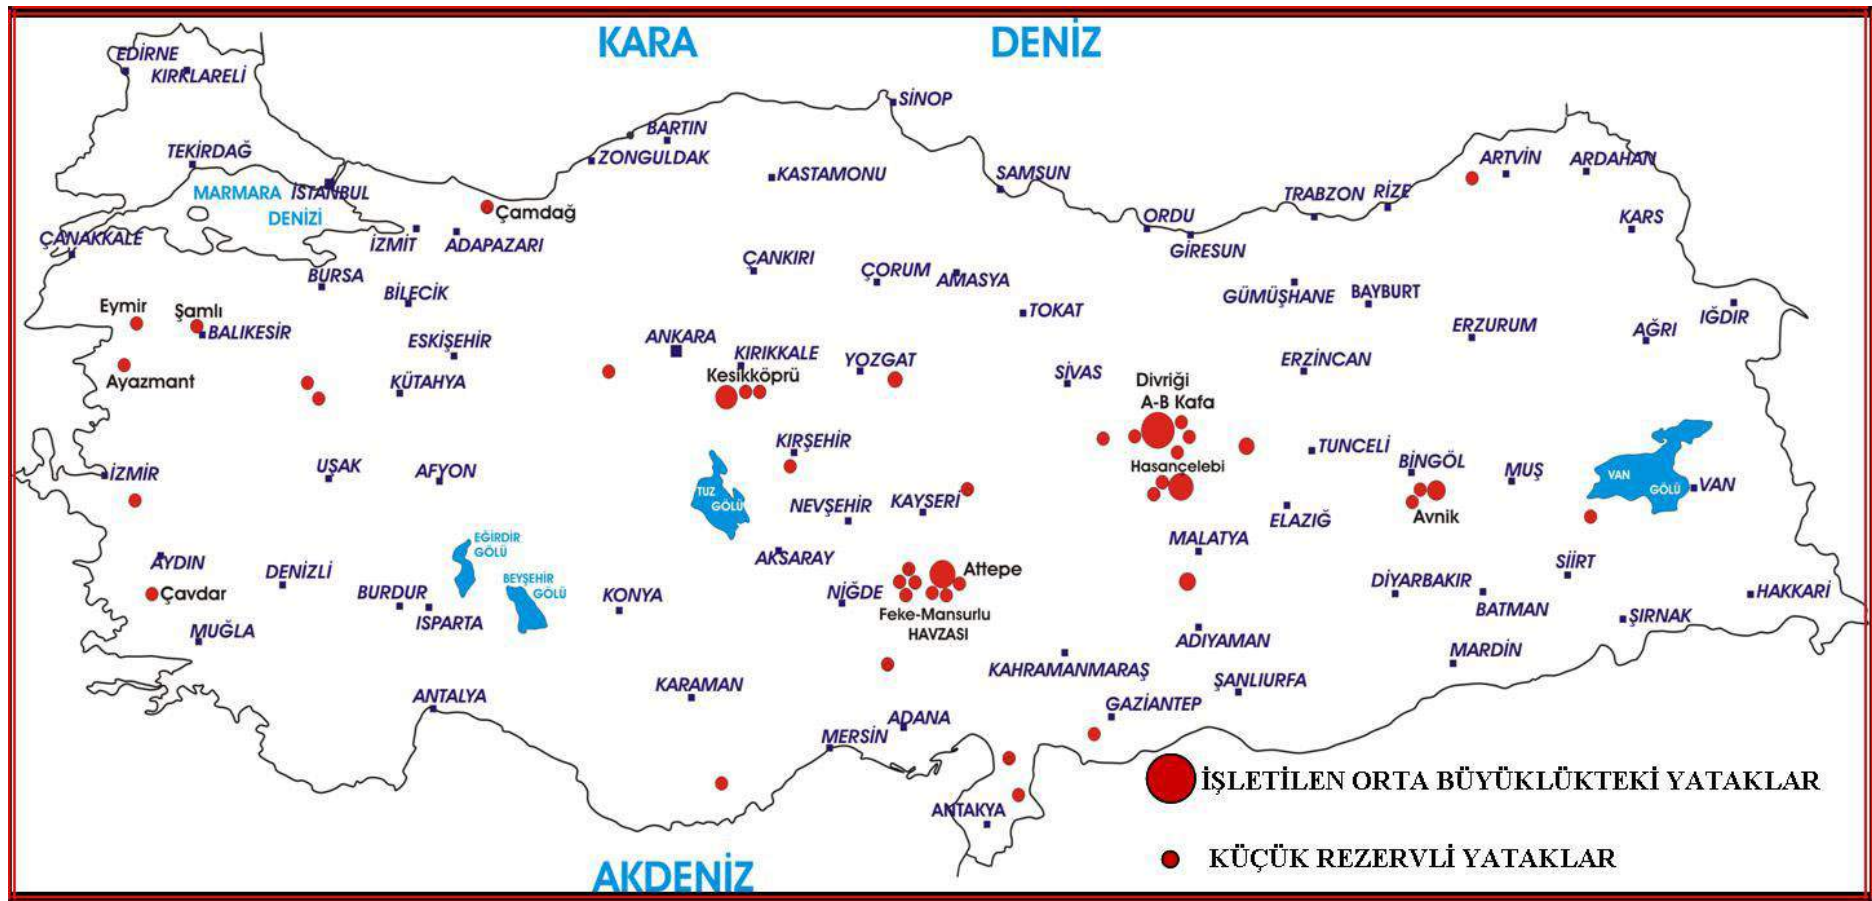 KARA DENİZ
EDİRNE
KIRKLARELİ
SİNOP
BARTIN
ZONGULDAK
TEKİRDAĞ
KASTAMONU
SAMSUN
ARTVİN
ARDAHAN
MARMARA
DENİZİ
İSTANBUL
TRABZON
RİZE
Çamdağ
ORDU
KARS
ÇANAKKALE
İZMİT
ADAPAZARI
GİRESUN
BURSA
BİLECİK
ÇANKIRI
ÇORUM
AMASYA
GÜMÜŞHANE
BAYBURT
Eymir
Şamlı
BALIKESİR
TOKAT
IĞDIR
ESKİŞEHİR
ANKARA
ERZURUM
AĞRI
KIRIKKALE
YOZGAT
ERZİNCAN
Ayazmant
KÜTAHYA
Kesikköprü
SİVAS
Divriği
A-B Kafa
KIRŞEHİR
TUNCELİ
İZMİR
UŞAK
AFYON
Hasançelebi
BİNGÖL
MUŞ
VAN
GÖLÜ
VAN
TUZ
GÖLÜ
NEVŞEHİR
KAYSERİ
ELAZIĞ
Avnik
EĞİRDİR
GÖLÜ
MALATYA
AYDIN
DENİZLİ
AKSARAY
Attepe
SİİRT
BEYŞEHİR
GÖLÜ
Çavdar
BURDUR
ISPARTA
KONYA
NİĞDE
DİYARBAKIR
BATMAN
HAKKARİ
Feke-Mansurlu
HAVZASI
MUĞLA
ŞIRNAK
ADIYAMAN
MARDİN
KAHRAMANMARAŞ
ŞANLIURFA
KARAMAN
ANTALYA
GAZİANTEP
ADANA
MERSİN
ANTAKYA
İŞLETİLEN ORTA BÜYÜKLÜKTEKİ YATAKLAR
KÜÇÜK REZERVLİ YATAKLAR
AKDENİZ